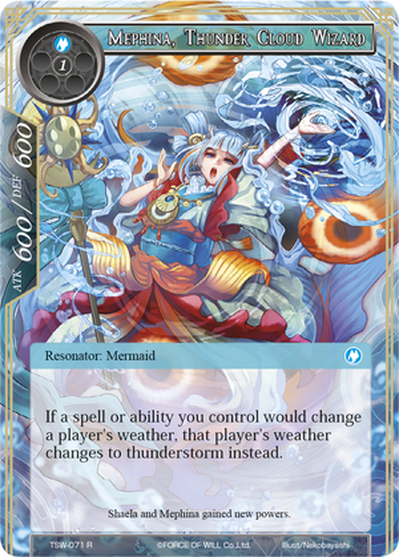 Mephina, Thunder Cloud Wizard
1
ATK 600 / DEF 600
Resonator: Mermaid
If a spell or ability you control would change
a player's weather, that player's weather
changes to thunderstorm instead.
Shaela and Mephina gained new powers.
TSW-071 R ©FORCE OF WILL Co.Ltd. Illust/Nekobayashi